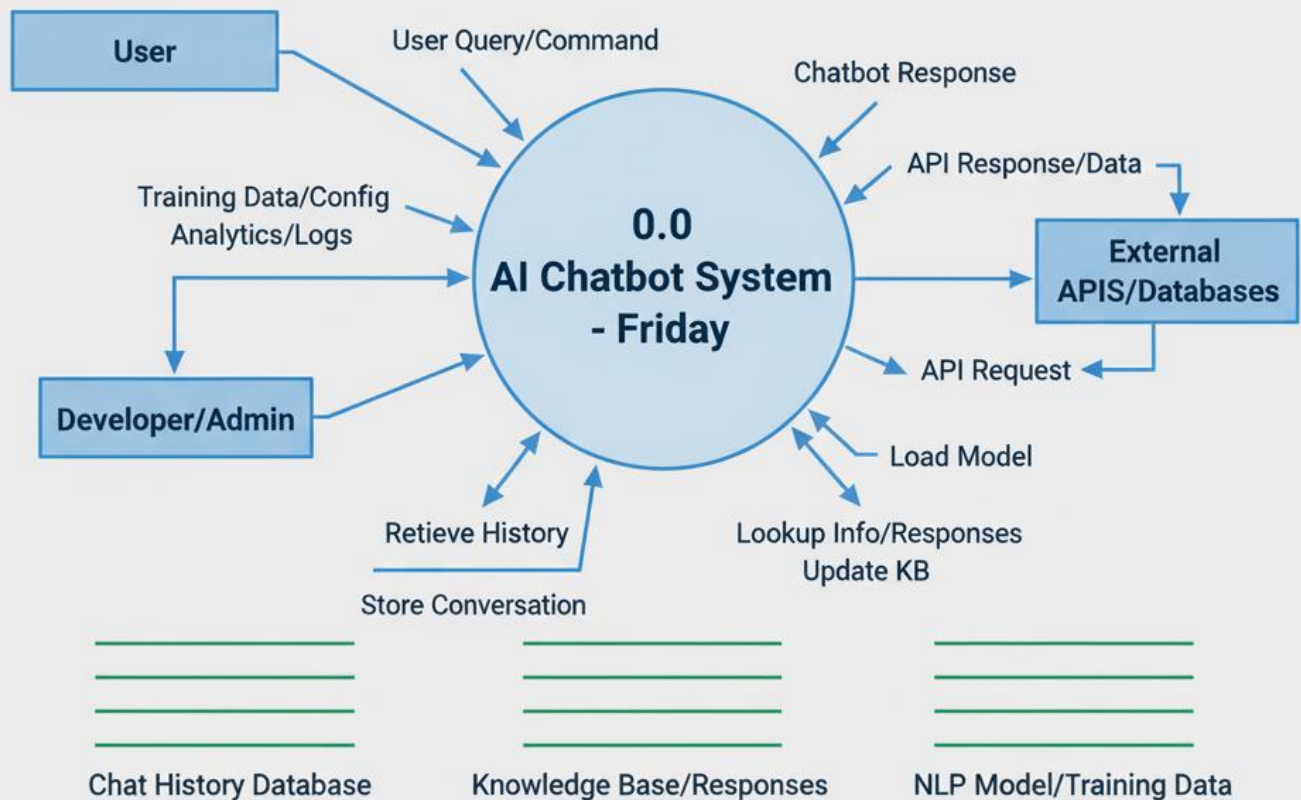 User
User Query/Command
Chatbot Response
API Response/Data
Training Data/Config
Analytics/Logs
0.0
AI Chatbot System
- Friday
External
APIS/Databases
API Request
Developer/Admin
Load Model
Retieve History
Lookup Info/Responses
Update KB
Store Conversation
Chat History Database
Knowledge Base/Responses
NLP Model/Training Data